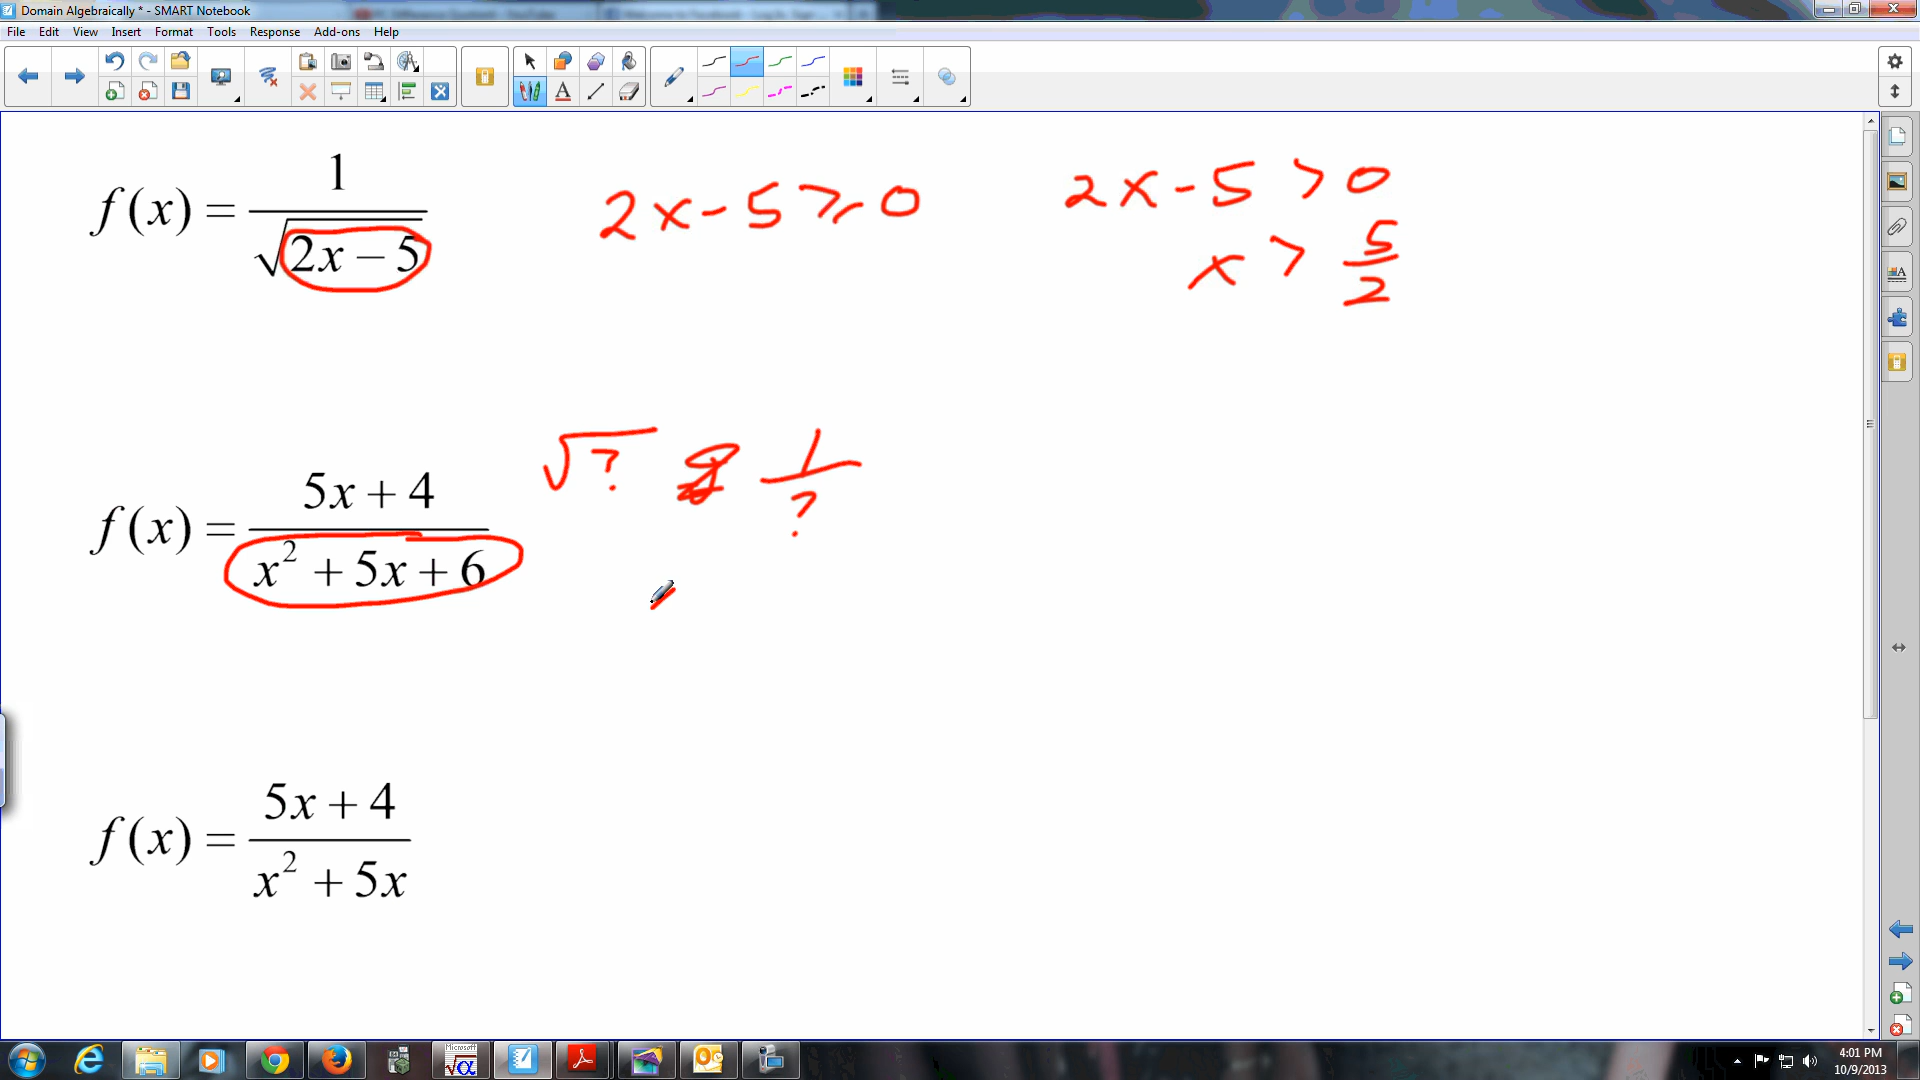 Domain Algebraically * - SMART Notebook
File Edit View Insert Format Tools Response Add-ons Help
f(x) = 1 / √(2x − 5)
2x - 5 ≥ 0
2x - 5 > 0
x > 5/2
√? 1/?
f(x) = (5x + 4) / (x² + 5x + 6)
f(x) = (5x + 4) / (x² + 5x)
Microsoft
√α
4:01 PM
10/9/2013